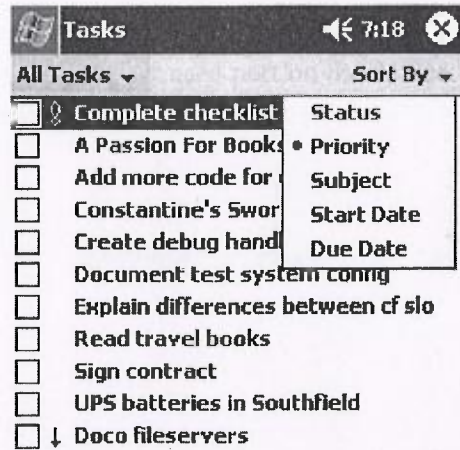 Tasks 7:18
All Tasks Sort By
Complete checklist
A Passion For Books
Add more code for
Constantine's Swor
Create debug handl
Document test system config
Explain differences between cf slo
Read travel books
Sign contract
UPS batteries in Southfield
↓ Doco fileservers
Status
• Priority
Subject
Start Date
Due Date